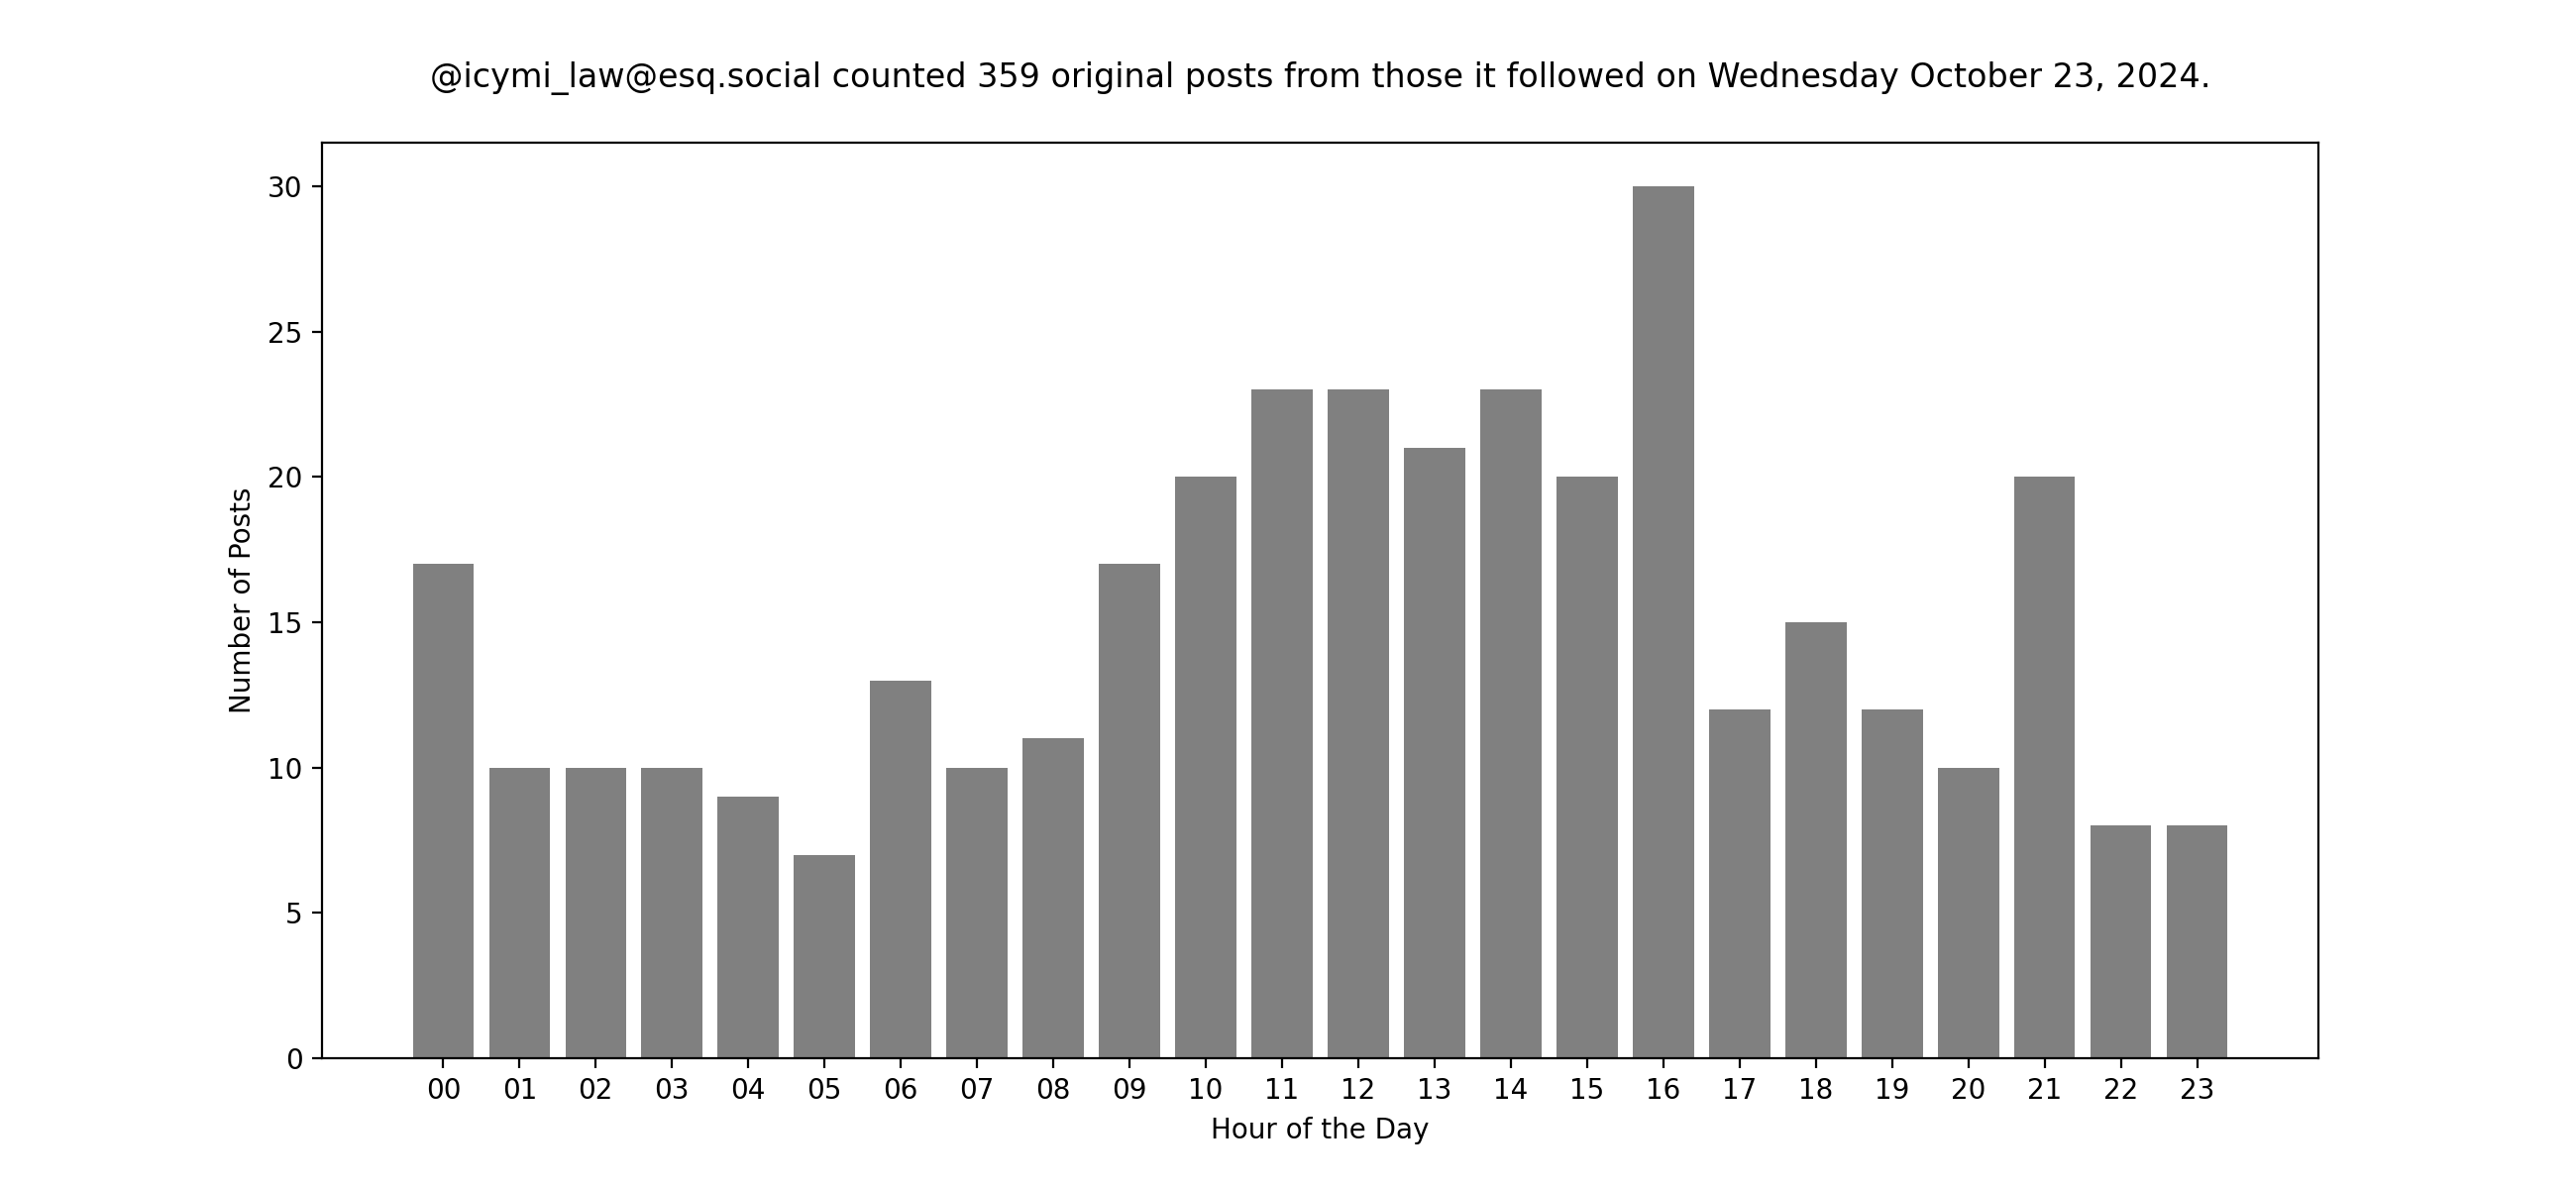 @icymi_law@esq.social counted 359 original posts from those it followed on Wednesday October 23, 2024.
30
25
20
15
10
5
0
Number of Posts
00 01 02 03 04 05 06 07 08 09 10 11 12 13 14 15 16 17 18 19 20 21 22 23
Hour of the Day